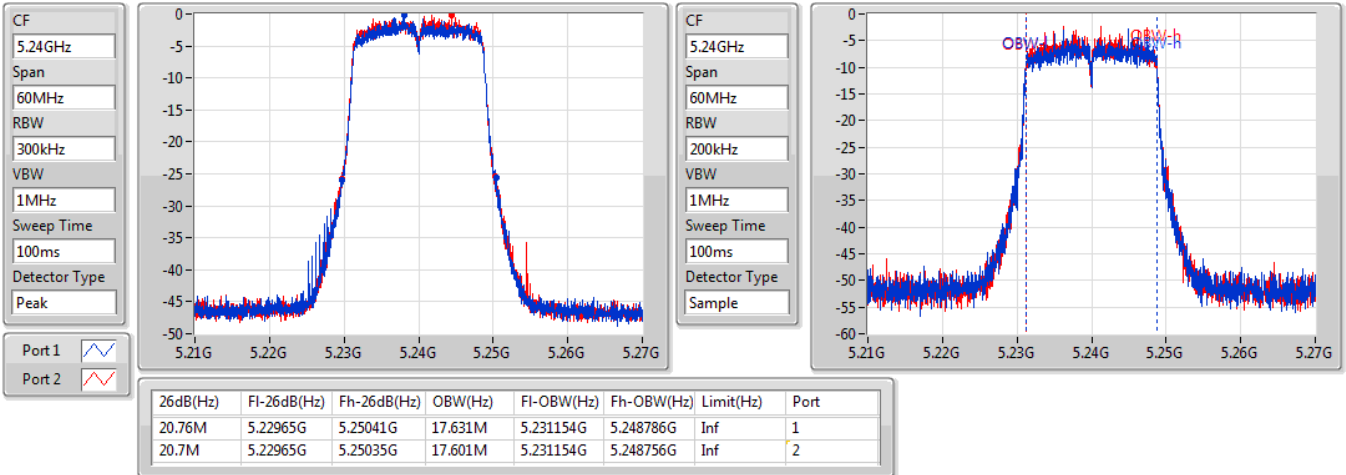 CF
5.24GHz
Span
60MHz
RBW
300kHz
VBW
1MHz
Sweep Time
100ms
Detector Type
Peak
Port 1
Port 2
0
-5
-10
-15
-20
-25
-30
-35
-40
-45
-50
5.21G 5.22G 5.23G 5.24G 5.25G 5.26G 5.27G
CF
5.24GHz
Span
60MHz
RBW
200kHz
VBW
1MHz
Sweep Time
100ms
Detector Type
Sample
0
-5
-10
-15
-20
-25
-30
-35
-40
-45
-50
-55
-60
OBW-h
OBW-h
5.21G 5.22G 5.23G 5.24G 5.25G 5.26G 5.27G
26dB(Hz) Fl-26dB(Hz) Fh-26dB(Hz) OBW(Hz) Fl-OBW(Hz) Fh-OBW(Hz) Limit(Hz) Port
20.76M 5.22965G 5.25041G 17.631M 5.231154G 5.248786G Inf 1
20.7M 5.22965G 5.25035G 17.601M 5.231154G 5.248756G Inf 2